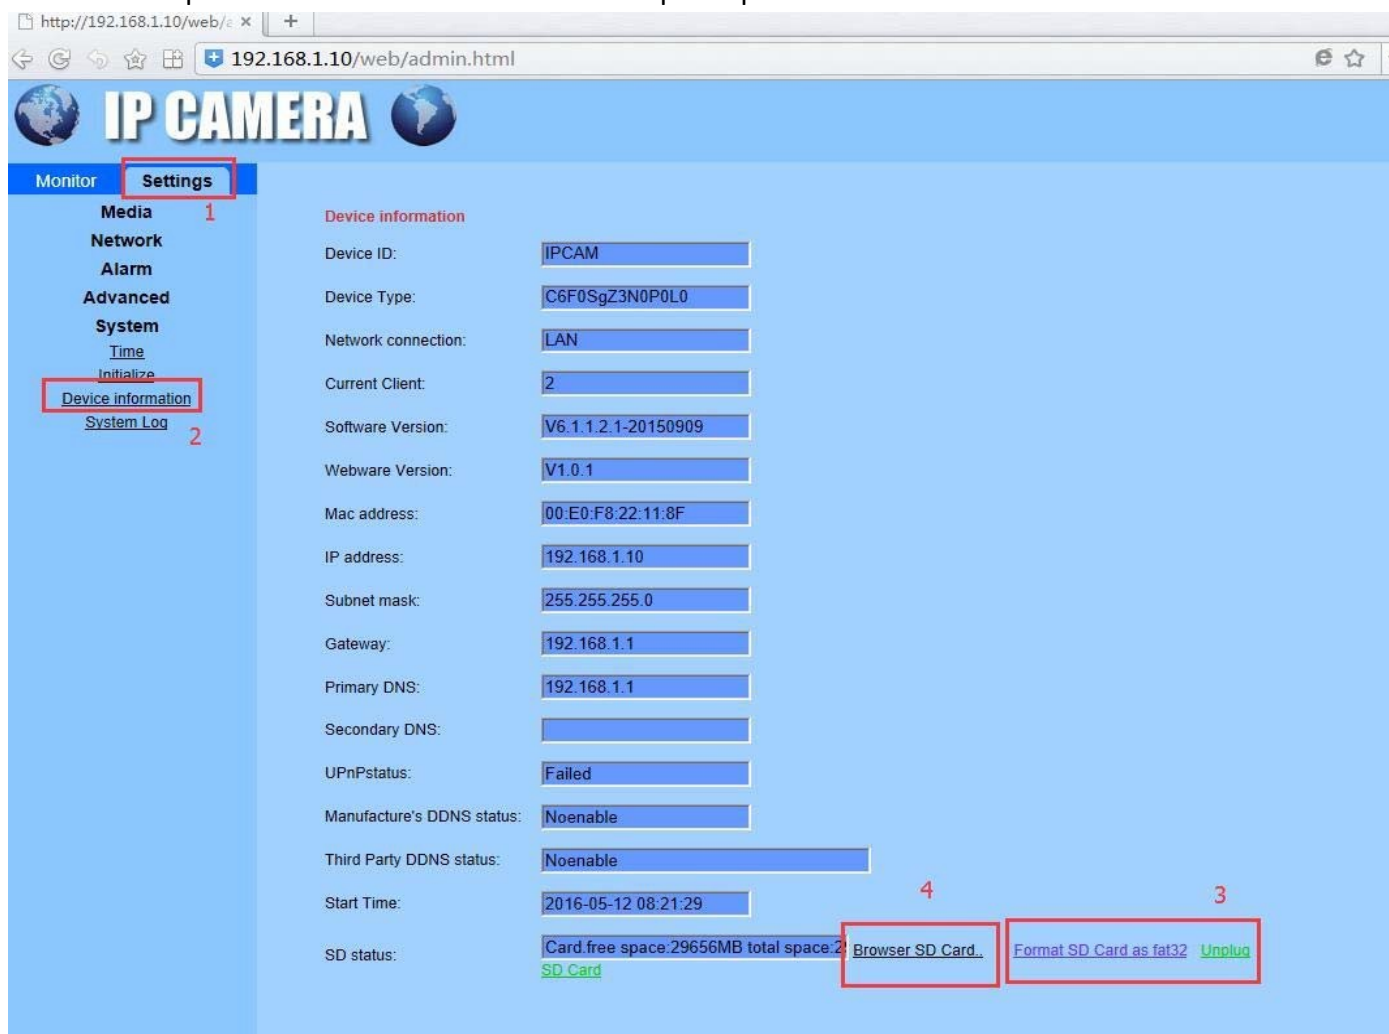 http://192.168.1.10/web/a × +
192.168.1.10/web/admin.html
IP CAMERA
Monitor Settings
1
Media
Network
Alarm
Advanced
System
Time
Initialize
Device information
System Log
2
Device information
Device ID: IPCAM
Device Type: C6F0SgZ3N0P0L0
Network connection: LAN
Current Client: 2
Software Version: V6.1.1.2.1-20150909
Webware Version: V1.0.1
Mac address: 00:E0:F8:22:11:8F
IP address: 192.168.1.10
Subnet mask: 255.255.255.0
Gateway: 192.168.1.1
Primary DNS: 192.168.1.1
Secondary DNS:
UPnPstatus: Failed
Manufacture's DDNS status: Noenable
Third Party DDNS status: Noenable
4 3
Start Time: 2016-05-12 08:21:29
SD status: Card.free space:29656MB total space:2 Browser SD Card.. Format SD Card as fat32 Unplug
SD Card